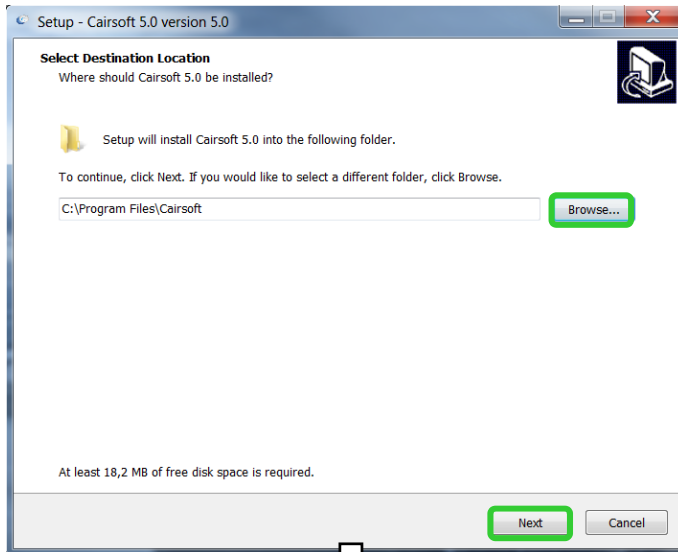 Setup - Cairsoft 5.0 version 5.0
Select Destination Location
Where should Cairsoft 5.0 be installed?
Setup will install Cairsoft 5.0 into the following folder.
To continue, click Next. If you would like to select a different folder, click Browse.
C:\Program Files\Cairsoft
Browse...
At least 18,2 MB of free disk space is required.
Next
Cancel